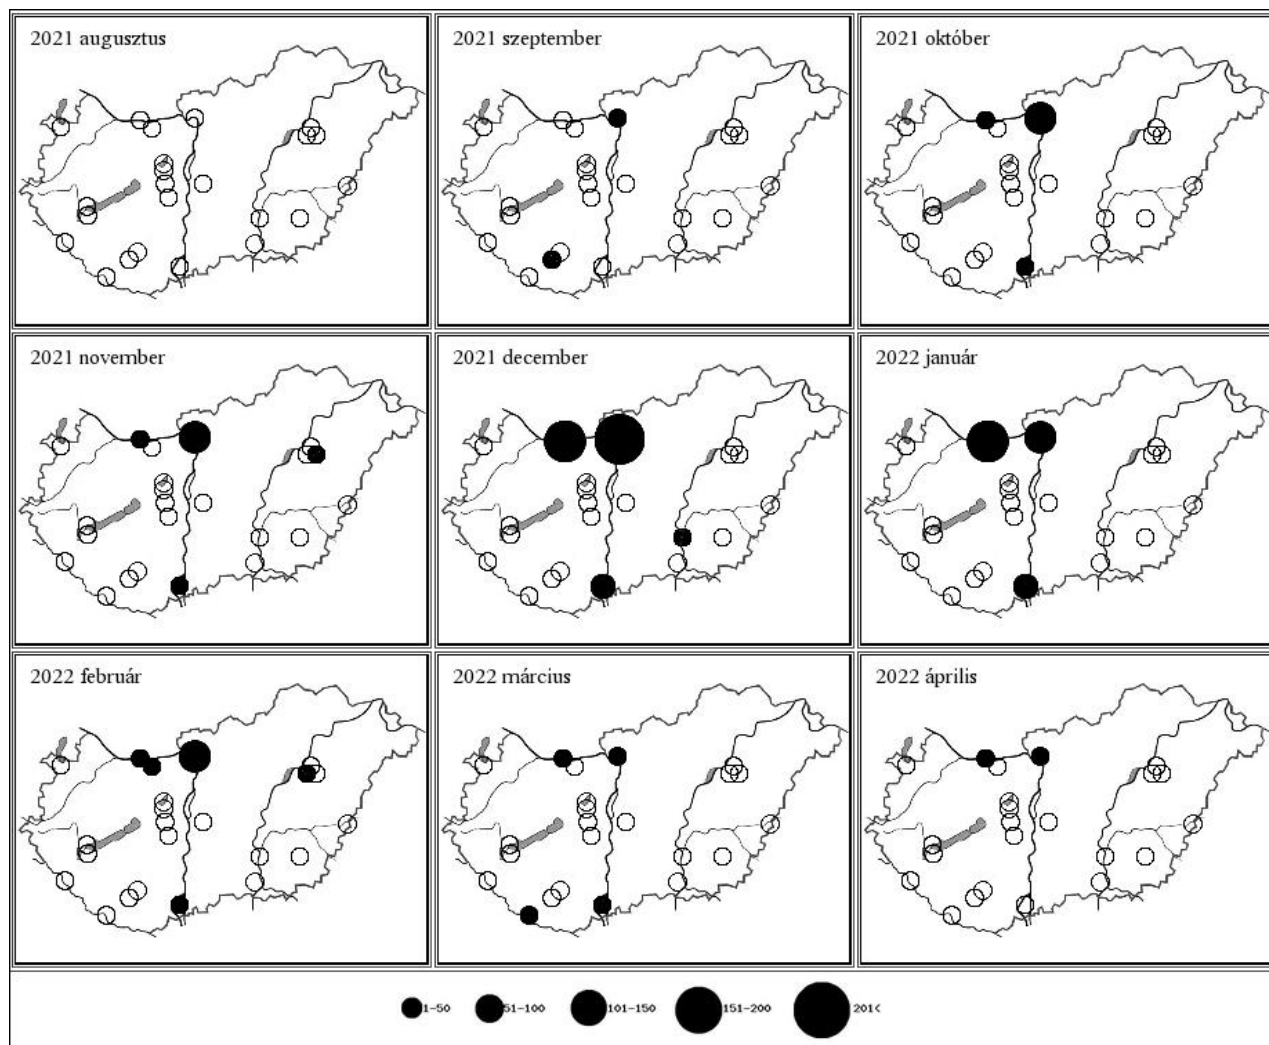 2021 augusztus
2021 szeptember
2021 október
2021 november
2021 december
2022 január
2022 február
2022 március
2022 április
1-50 51-100 101-150 151-200 201<